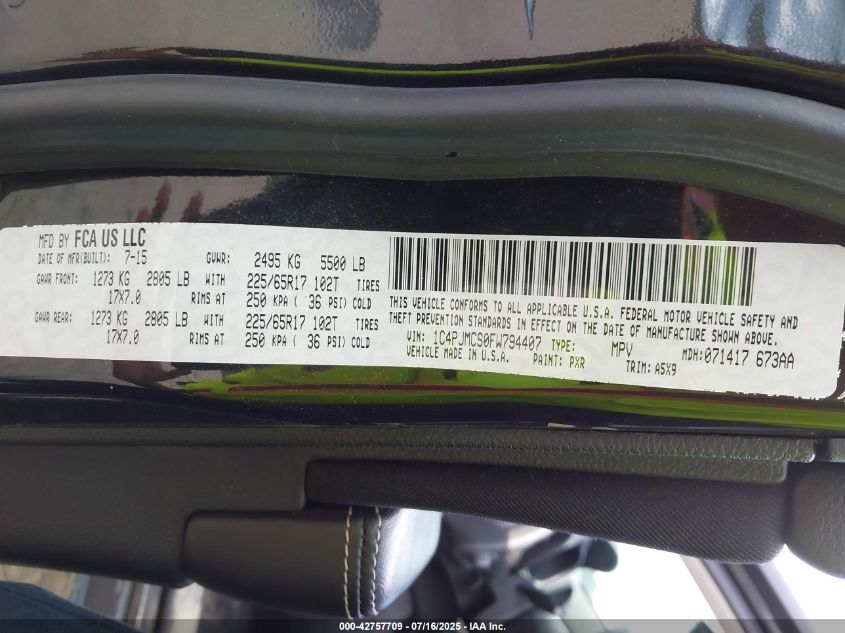 MFD BY FCA US LLC
DATE OF MFR(BUILT): 7-15 GVWR: 2495 KG 5500 LB
GAWR FRONT: 1273 KG 2805 LB WITH 225/65R17 102T TIRES
17X7.0 RIMS AT 250 KPA ( 36 PSI) COLD
GAWR REAR: 1273 KG 2805 LB WITH 225/65R17 102T TIRES
17X7.0 RIMS AT 250 KPA ( 36 PSI) COLD
THIS VEHICLE CONFORMS TO ALL APPLICABLE U.S.A. FEDERAL MOTOR VEHICLE SAFETY AND
THEFT PREVENTION STANDARDS IN EFFECT ON THE DATE OF MANUFACTURE SHOWN ABOVE.
VIN: 1C4PJMCS0FW794407 TYPE: MPV MDH:071417 673AA
VEHICLE MADE IN U.S.A. PAINT: PXR TRIM: A5X9
000-42757709 - 07/16/2025 - IAA Inc.